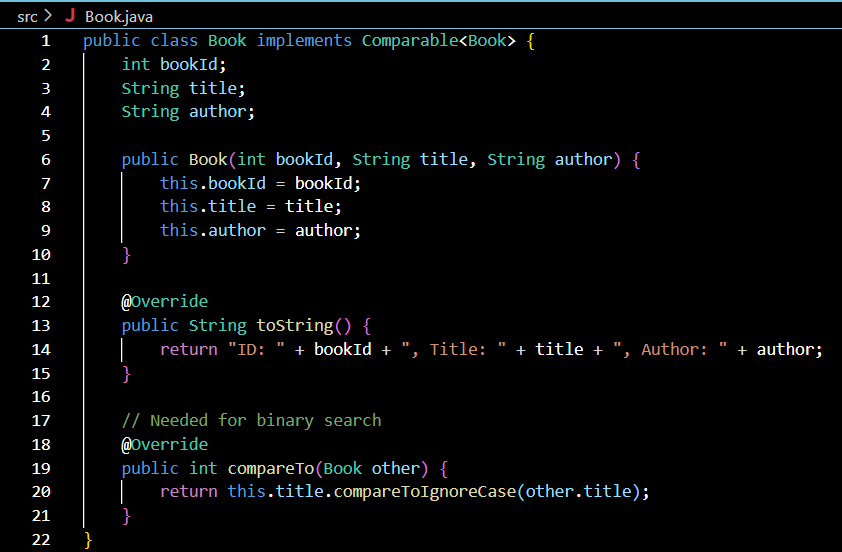 src > J Book.java
1 public class Book implements Comparable<Book> {
2     int bookId;
3     String title;
4     String author;
5
6     public Book(int bookId, String title, String author) {
7         this.bookId = bookId;
8         this.title = title;
9         this.author = author;
10     }
11
12     @Override
13     public String toString() {
14         return "ID: " + bookId + ", Title: " + title + ", Author: " + author;
15     }
16
17     // Needed for binary search
18     @Override
19     public int compareTo(Book other) {
20         return this.title.compareToIgnoreCase(other.title);
21     }
22 }